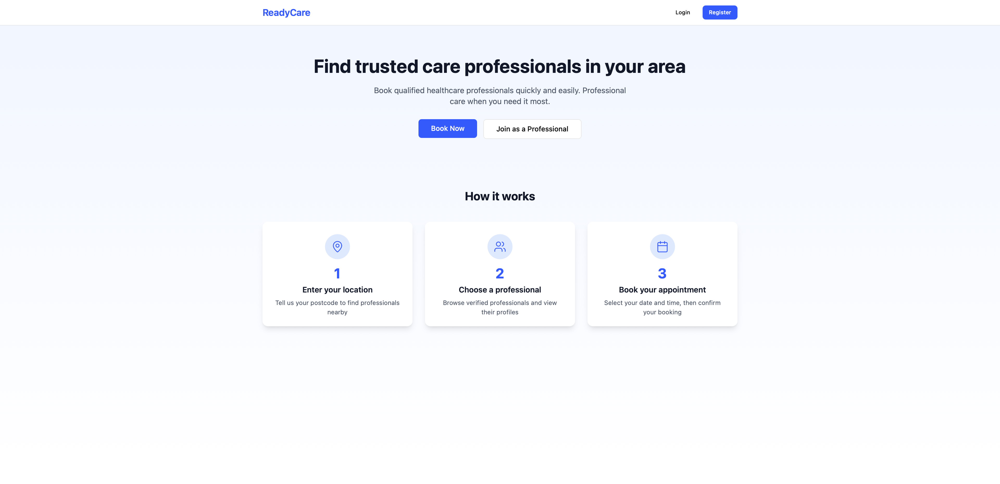 ReadyCare
Login
Register
Find trusted care professionals in your area
Book qualified healthcare professionals quickly and easily. Professional
care when you need it most.
Book Now
Join as a Professional
How it works
1
Enter your location
Tell us your postcode to find professionals
nearby
2
Choose a professional
Browse verified professionals and view
their profiles
3
Book your appointment
Select your date and time, then confirm
your booking